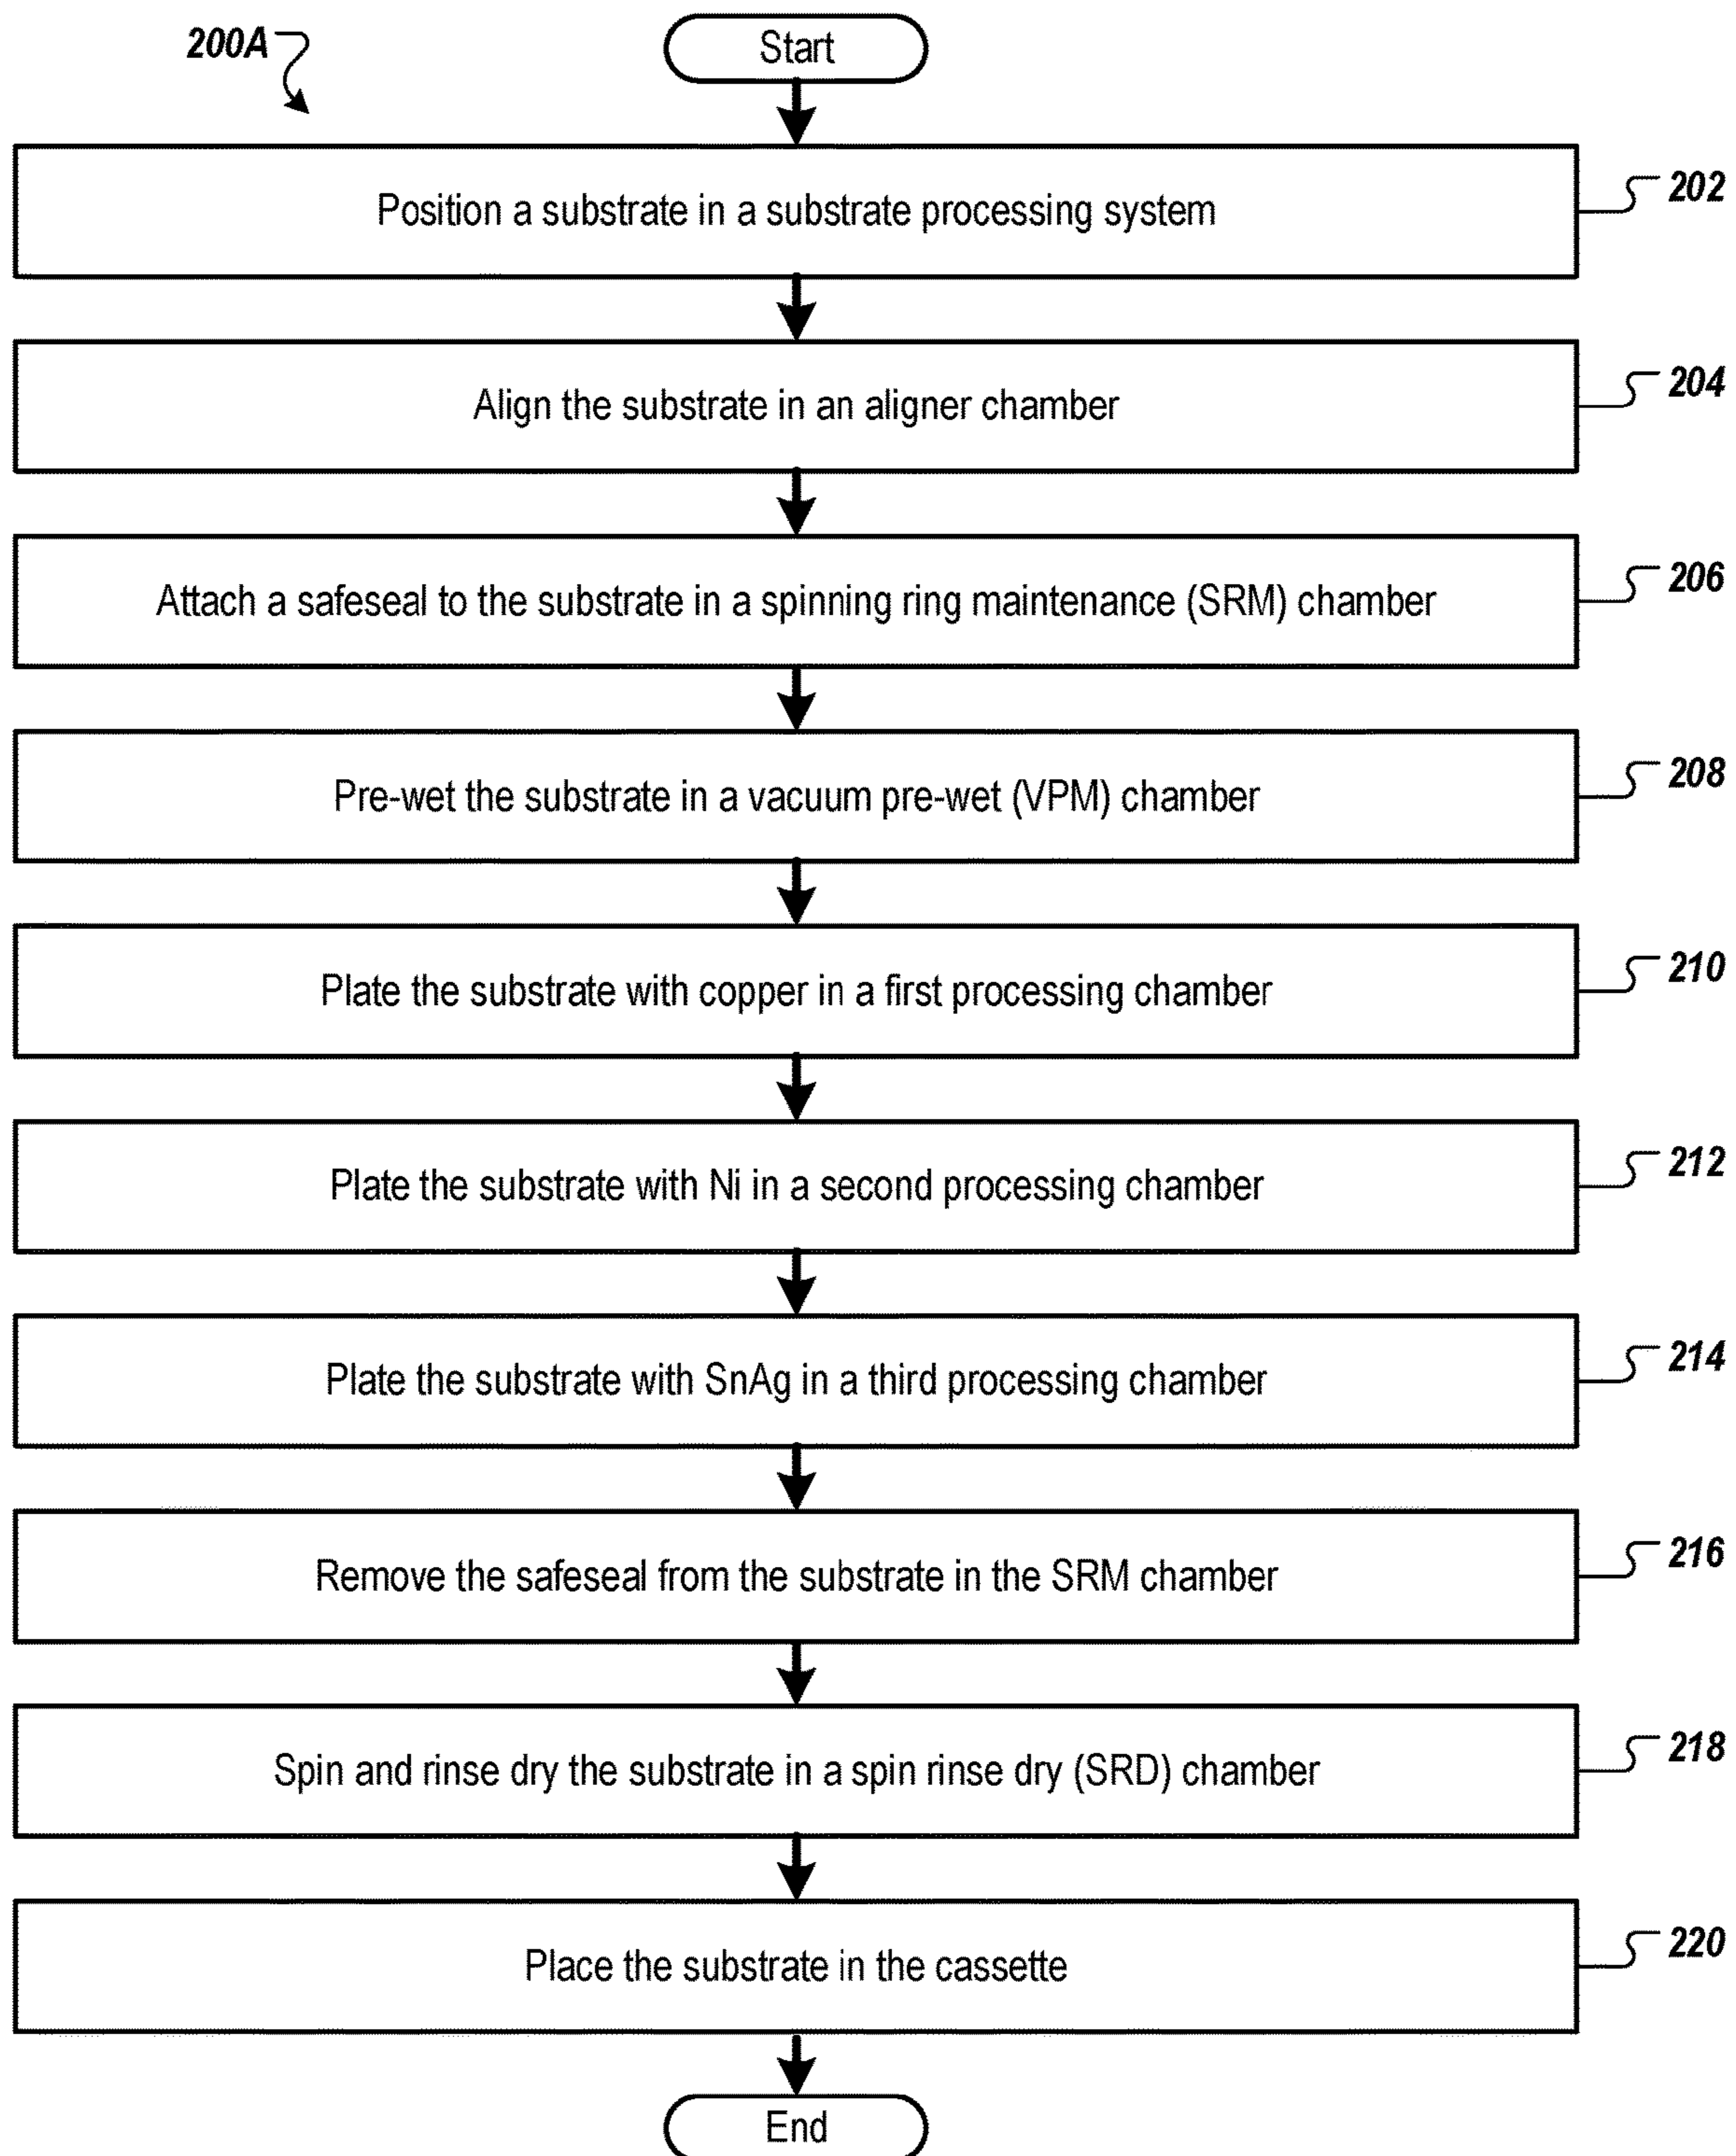 200A
Start
Position a substrate in a substrate processing system
202
Align the substrate in an aligner chamber
204
Attach a safeseal to the substrate in a spinning ring maintenance (SRM) chamber
206
Pre-wet the substrate in a vacuum pre-wet (VPM) chamber
208
Plate the substrate with copper in a first processing chamber
210
Plate the substrate with Ni in a second processing chamber
212
Plate the substrate with SnAg in a third processing chamber
214
Remove the safeseal from the substrate in the SRM chamber
216
Spin and rinse dry the substrate in a spin rinse dry (SRD) chamber
218
Place the substrate in the cassette
220
End